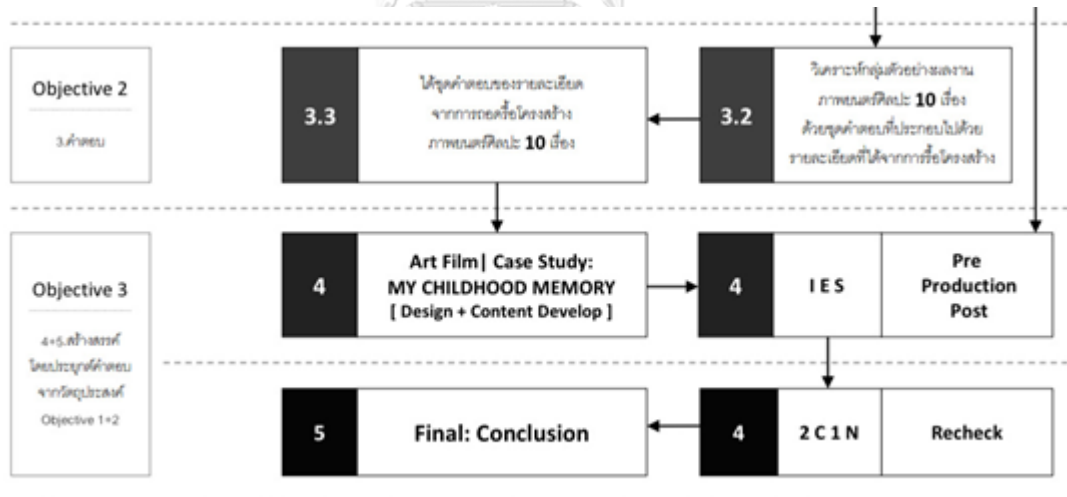 Objective 2
3.คำตอบ
3.3
ได้ชุดคำตอบของรายละเอียด
จากการถอดรื้อโครงสร้าง
ภาพยนตร์ศิลปะ 10 เรื่อง
3.2
วิเคราะห์กลุ่มตัวอย่างผลงาน
ภาพยนตร์ศิลปะ 10 เรื่อง
ด้วยชุดคำตอบที่ประกอบไปด้วย
รายละเอียดที่ได้จากการรื้อโครงสร้าง
Objective 3
4+5.สร้างสรรค์
โดยประยุกต์คำตอบ
จากวัตถุประสงค์
Objective 1+2
4
Art Film| Case Study:
MY CHILDHOOD MEMORY
[ Design + Content Develop ]
4
I E S
Pre
Production
Post
5
Final: Conclusion
4
2 C 1 N
Recheck